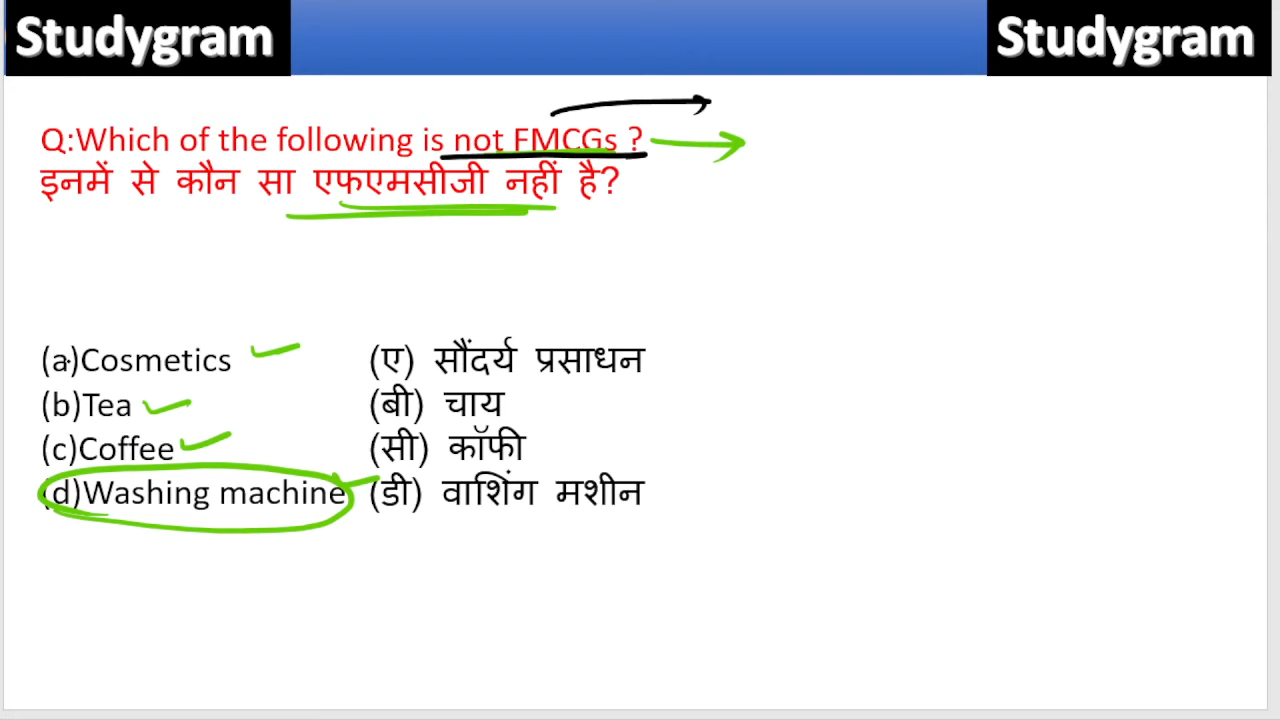 Studygram Studygram
Q:Which of the following is not FMCGs ?
इनमें से कौन सा एफएमसीजी नहीं है?
(a)Cosmetics (ए) सौंदर्य प्रसाधन
(b)Tea (बी) चाय
(c)Coffee (सी) कॉफी
(d)Washing machine (डी) वाशिंग मशीन